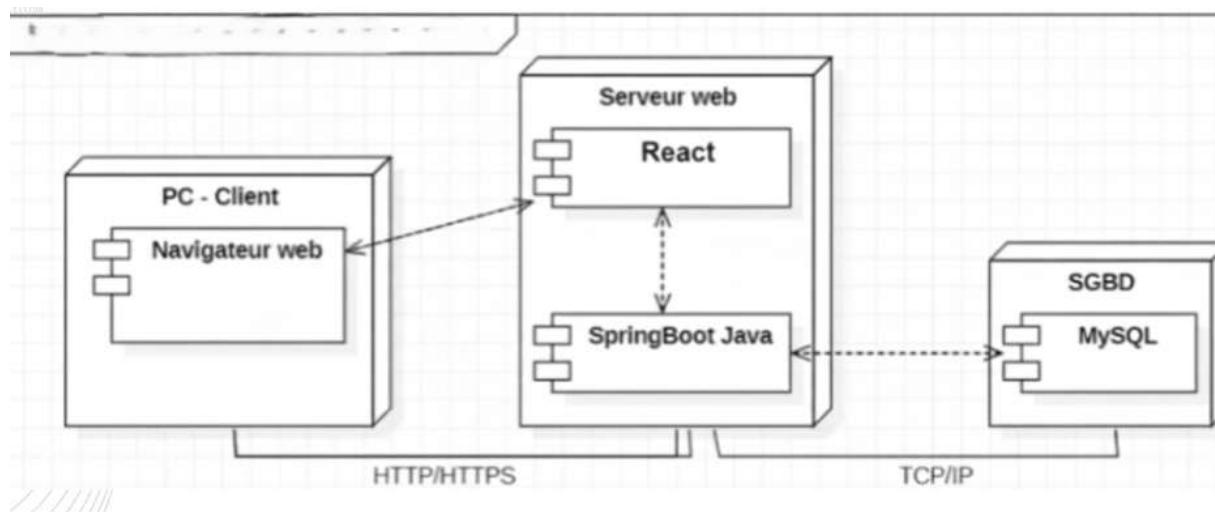 Serveur web
React
PC - Client
Navigateur web
SGBD
SpringBoot Java
MySQL
HTTP/HTTPS
TCP/IP